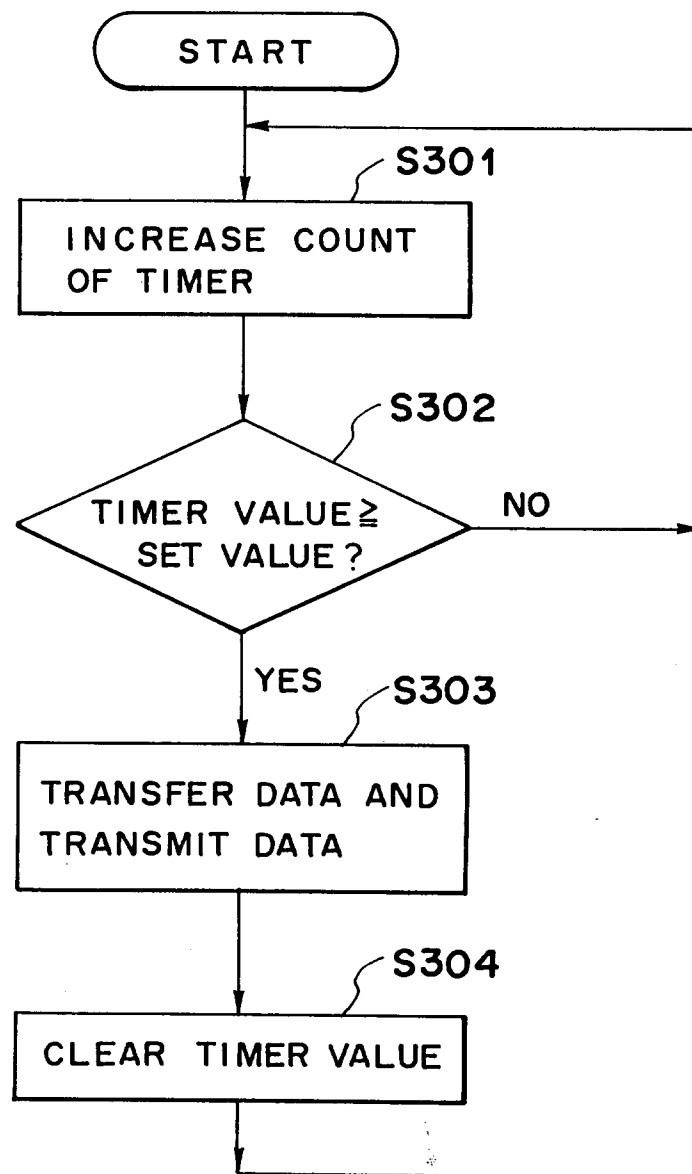 START
S301
INCREASE COUNT
OF TIMER
S302
TIMER VALUE ≧
SET VALUE?
NO
YES
S303
TRANSFER DATA AND
TRANSMIT DATA
S304
CLEAR TIMER VALUE